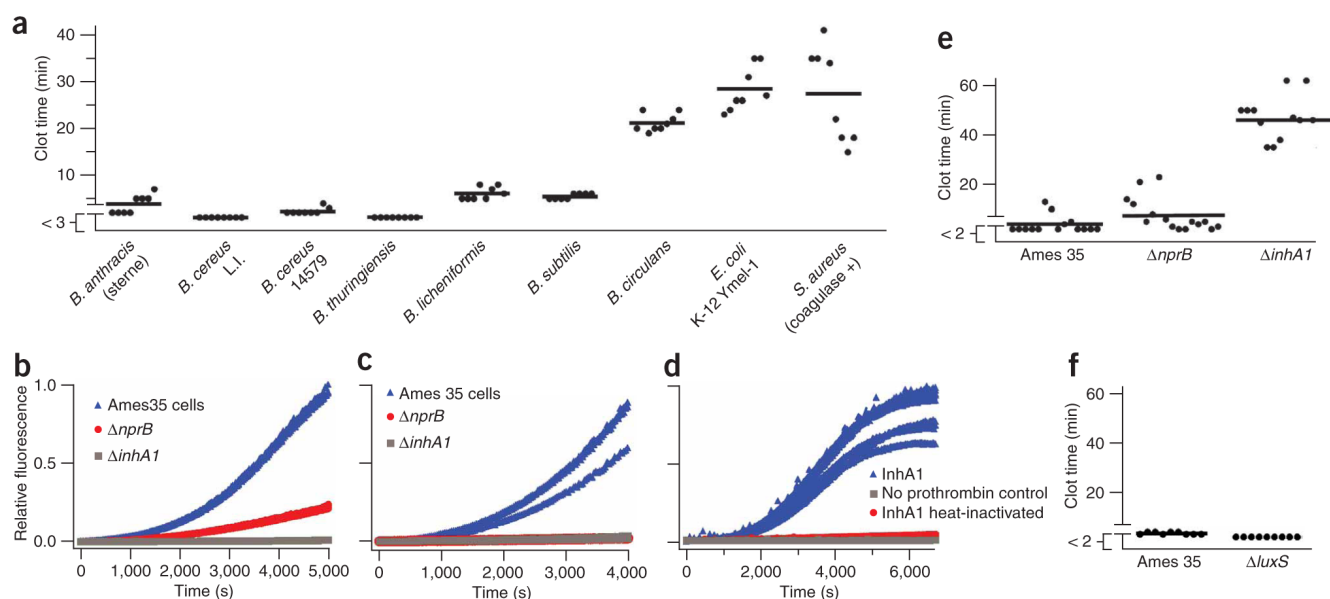 a
Clot time (min)
40
30
20
10
< 3
B. anthracis
(sterne)
B. cereus
L.I.
B. cereus
14579
B. thuringiensis
B. licheniformis
B. subtilis
B. circulans
E. coli
K-12 Ymel-1
S. aureus
(coagulase +)
e
Clot time (min)
60
40
20
< 2
Ames 35
ΔnprB
ΔinhA1
b
Relative fluorescence
1.0
0.5
0.0
Ames35 cells
ΔnprB
ΔinhA1
0
1,000
2,000
3,000
4,000
5,000
Time (s)
c
Ames 35 cells
ΔnprB
ΔinhA1
0
1,000
2,000
3,000
4,000
Time (s)
d
InhA1
No prothrombin control
InhA1 heat-inactivated
0
2,000
4,000
6,000
Time (s)
f
Clot time (min)
60
40
20
< 2
Ames 35
ΔluxS